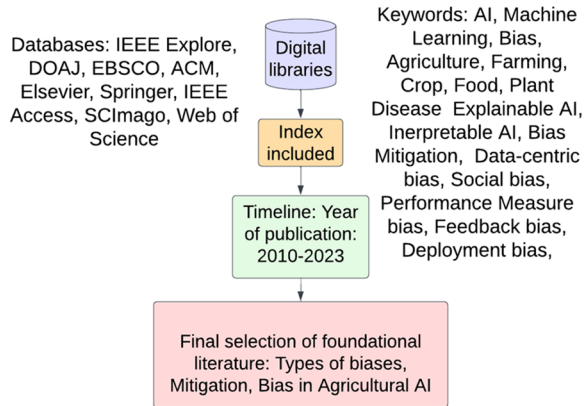 Databases: IEEE Explore,
DOAJ, EBSCO, ACM,
Elsevier, Springer, IEEE
Access, SCImago, Web of
Science
Digital
libraries
Index
included
Timeline: Year
of publication:
2010-2023
Final selection of foundational
literature: Types of biases,
Mitigation, Bias in Agricultural AI
Keywords: AI, Machine
Learning, Bias,
Agriculture, Farming,
Crop, Food, Plant
Disease Explainable AI,
Inerpretable AI, Bias
Mitigation, Data-centric
bias, Social bias,
Performance Measure
bias, Feedback bias,
Deployment bias,